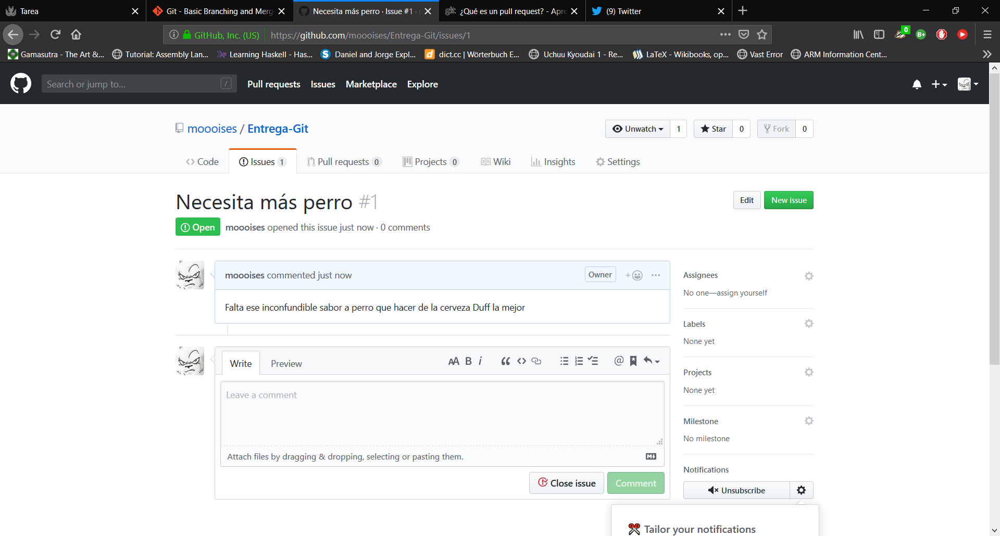 Tarea
Git - Basic Branching and Merg
Necesita más perro · Issue #1 ·
¿Qué es un pull request? - Apre
(9) Twitter
GitHub, Inc. (US)
https://github.com/moooises/Entrega-Git/issues/1
0
B+
Gamasutra - The Art &...
Tutorial: Assembly Lan...
Learning Haskell - Has...
Daniel and Jorge Expl...
dict.cc | Wörterbuch E...
Uchuu Kyoudai 1 - Re...
LaTeX - Wikibooks, op...
Vast Error
ARM Information Cent...
Search or jump to...
/
Pull requests
Issues
Marketplace
Explore
moooises / Entrega-Git
Unwatch 1
Star 0
Fork 0
Code
Issues 1
Pull requests 0
Projects 0
Wiki
Insights
Settings
Necesita más perro #1
Edit
New issue
Open
moooises opened this issue just now · 0 comments
moooises commented just now
Owner
Falta ese inconfundible sabor a perro que hacer de la cerveza Duff la mejor
Assignees
No one—assign yourself
Labels
None yet
Projects
None yet
Milestone
No milestone
Notifications
Unsubscribe
Write
Preview
AA B i
Leave a comment
Attach files by dragging & dropping, selecting or pasting them.
Close issue
Comment
Tailor your notifications